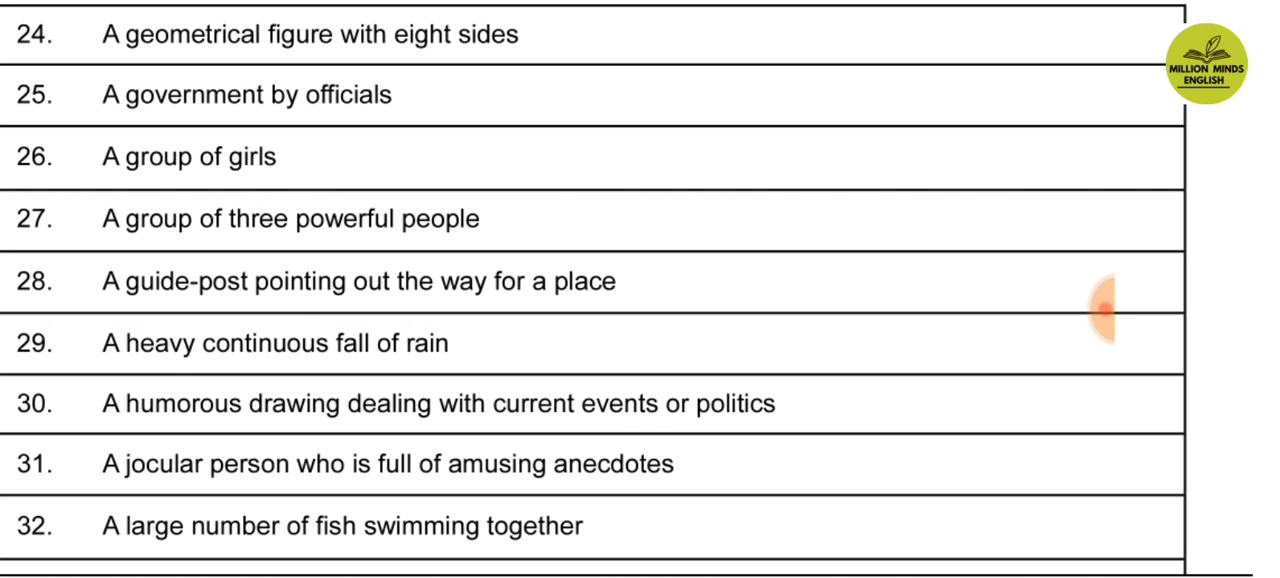 24. A geometrical figure with eight sides
MILLION MINDS
ENGLISH
25. A government by officials
26. A group of girls
27. A group of three powerful people
28. A guide-post pointing out the way for a place
29. A heavy continuous fall of rain
30. A humorous drawing dealing with current events or politics
31. A jocular person who is full of amusing anecdotes
32. A large number of fish swimming together